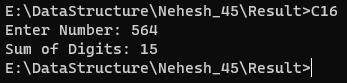 E:\DataStructure\Nehesh_45\Result>C16
Enter Number: 564
Sum of Digits: 15
E:\DataStructure\Nehesh_45\Result>